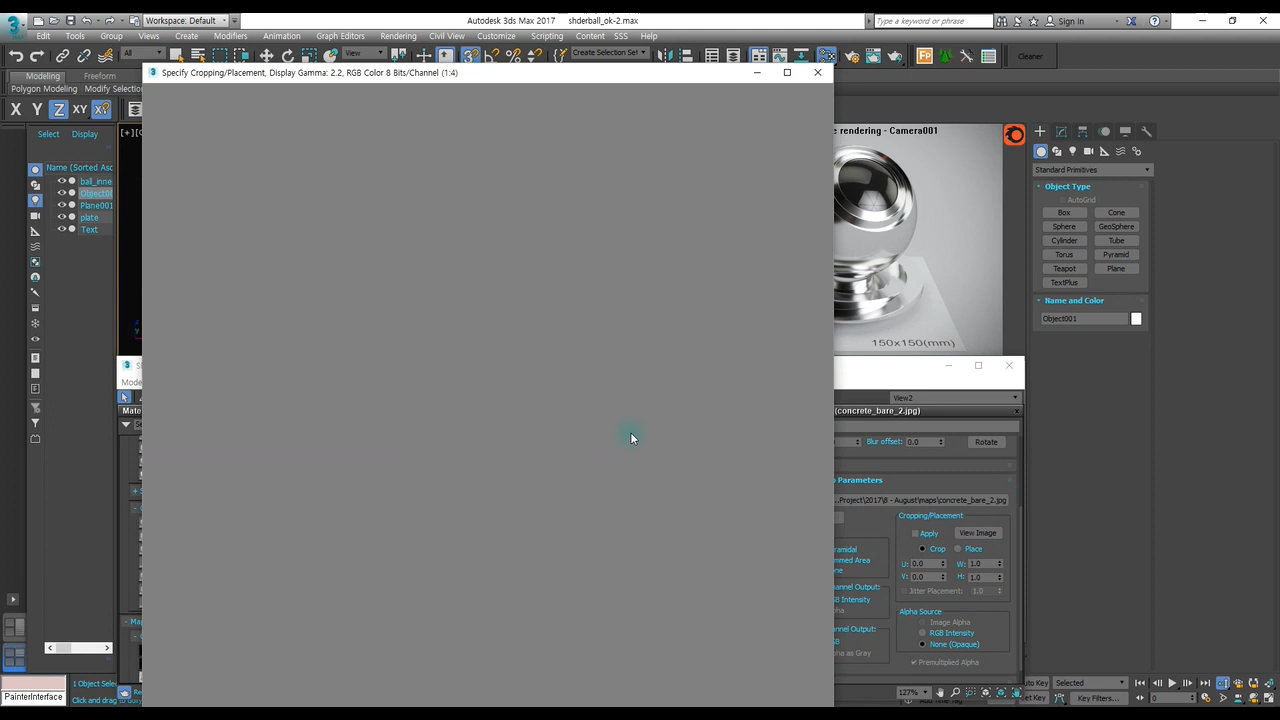 Workspace: Default
Autodesk 3ds Max 2017 shderball_ok-2.max
Type a keyword or phrase
Sign In
Edit Tools Group Views Create Modifiers Animation Graph Editors Rendering Civil View Customize Scripting Content SSS Help
All
View
Create Selection Set
Cleaner
Modeling Freeform
Polygon Modeling Modify Selection
X Y Z XY
Specify Cropping/Placement, Display Gamma: 2.2, RGB Color 8 Bits/Channel (1:4)
Select Display
Name (Sorted Asc
ball_inne
Object00
Plane001
plate
Text
e rendering - Camera001
150x150(mm)
Standard Primitives
Object Type
AutoGrid
Box Cone
Sphere GeoSphere
Cylinder Tube
Torus Pyramid
Teapot Plane
TextPlus
Name and Color
Object001
Mode
Mate
View2
(concrete_bare_2.jpg)
Blur offset: 0.0
Rotate
Parameters
...Project\2017\8 - August\maps\concrete_bare_2.jpg
Cropping/Placement
Apply View Image
Crop Place
U: 0.0 W: 1.0
V: 0.0 H: 1.0
Jitter Placement: 1.0
Alpha Source
Image Alpha
RGB Intensity
None (Opaque)
Premultiplied Alpha
127%
PainterInterface
1 Object Selec
Click and drag to
Selected
Key Filters...
0